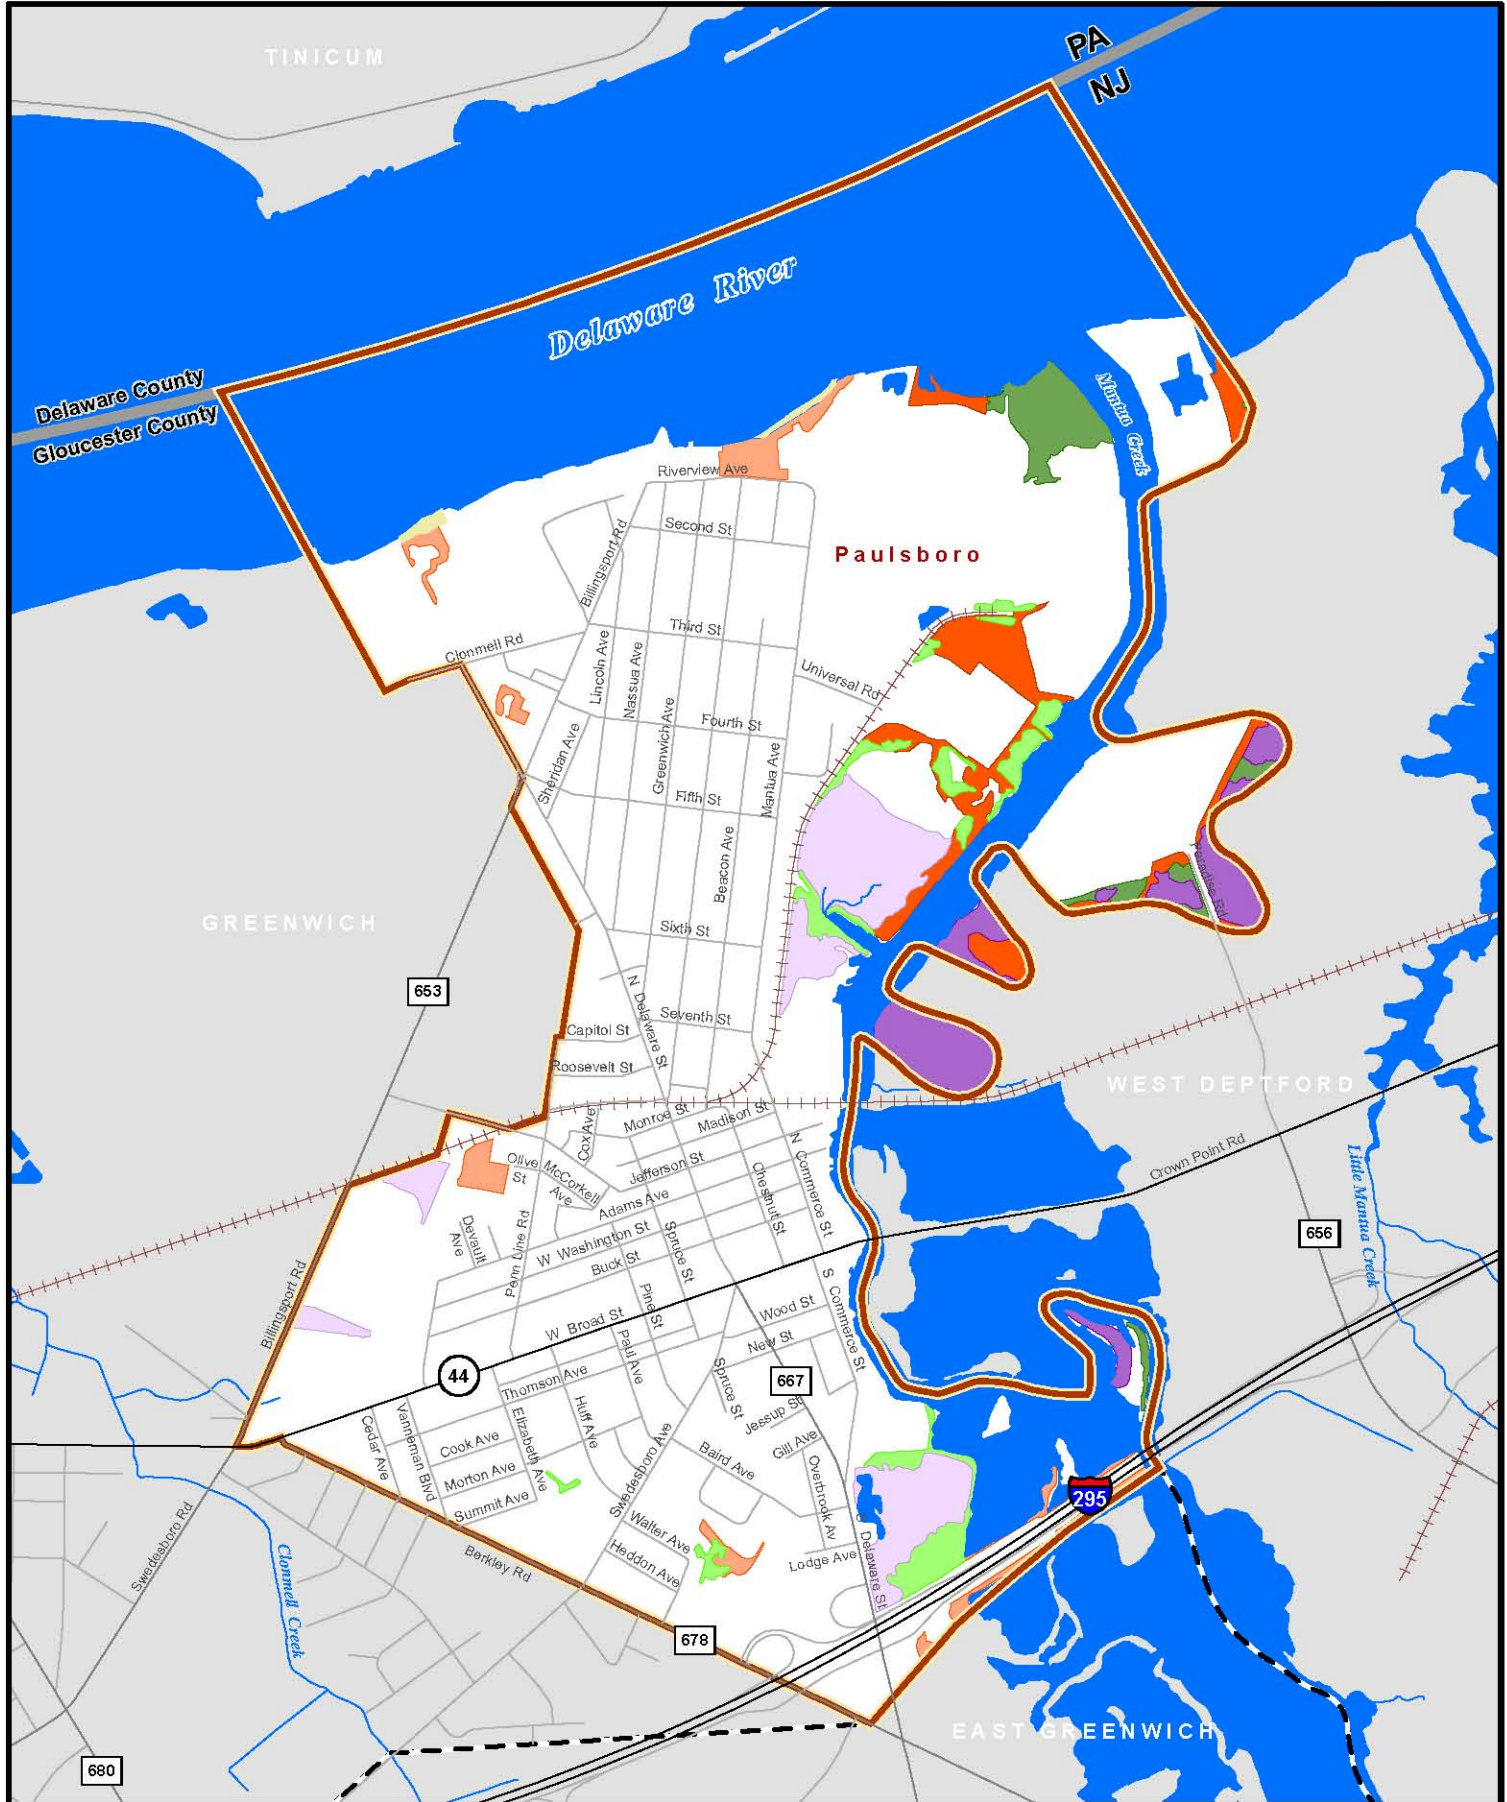 TINICUM
PA
NJ
Delaware River
Delaware County
Gloucester County
Mantua Creek
Riverview Ave
Second St
Billingsport Rd
Paulsboro
Third St
Clonmell Rd
Lincoln Ave
Nassua Ave
Universal Rd
Greenwich Ave
Fourth St
Sheridan Ave
Mantua Ave
Fifth St
Beacon Ave
Paradise Rd
GREENWICH
Sixth St
653
N Delaware St
Seventh St
Capitol St
Roosevelt St
WEST DEPTFORD
Cox Ave
Monroe St
Madison St
N Commerce St
Crown Point Rd
Olive St
McCorkell Ave
Jefferson St
Chestnut St
Little Mantua Creek
Adams Ave
Devault Ave
Penn Line Rd
W Washington St
Spruce St
656
Buck St
Billingsport Rd
Pine St
S Commerce St
Wood St
W Broad St
New St
Paul Ave
44
Thomson Ave
Spruce St
667
Jessup St
Huff Ave
Elizabeth Ave
Cedar Ave
Vanneman Blvd
Cook Ave
Gill Ave
Baird Ave
Swedesboro Ave
Overbrook Av
Morton Ave
Summit Ave
295
Swedesboro Rd
Walter Ave
Heddon Ave
Lodge Ave
S Delaware St
Berkley Rd
Clonmell Creek
678
EAST GREENWICH
680